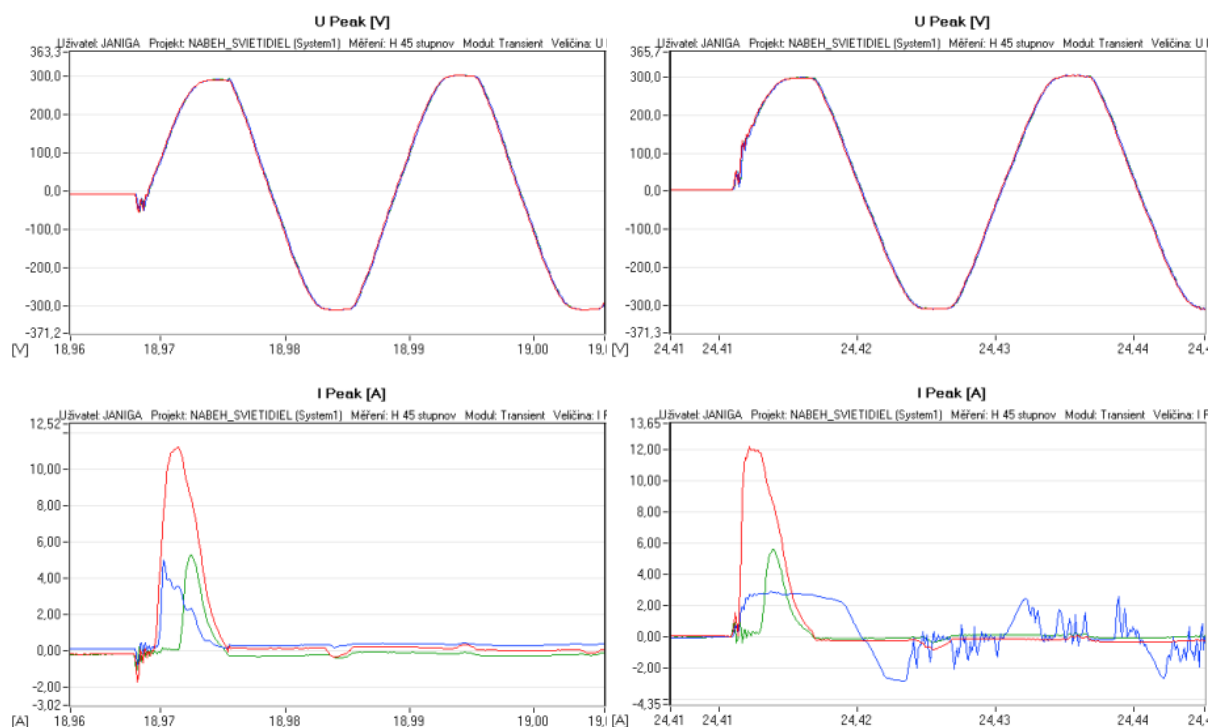 U Peak [V]
Uživatel: JANIGA Projekt: NABEH_SVIETIDIEL (System1) Měření: H 45 stupnov Modul: Transient Veličina: U
363,3
300,0
200,0
100,0
0,0
-100,0
-200,0
-300,0
-371,2
[V]
18,96 18,97 18,98 18,99 19,00
U Peak [V]
Uživatel: JANIGA Projekt: NABEH_SVIETIDIEL (System1) Měření: H 45 stupnov Modul: Transient Veličina: U
365,7
300,0
200,0
100,0
0,0
-100,0
-200,0
-300,0
-371,3
[V]
24,41 24,41 24,42 24,43 24,44
I Peak [A]
Uživatel: JANIGA Projekt: NABEH_SVIETIDIEL (System1) Měření: H 45 stupnov Modul: Transient Veličina: I
12,52
10,00
8,00
6,00
4,00
2,00
0,00
-2,00
-3,02
[A]
18,96 18,97 18,98 18,99 19,00
I Peak [A]
Uživatel: JANIGA Projekt: NABEH_SVIETIDIEL (System1) Měření: H 45 stupnov Modul: Transient Veličina: I
13,65
12,00
10,00
8,00
6,00
4,00
2,00
0,00
-2,00
-4,35
[A]
24,41 24,41 24,42 24,43 24,44